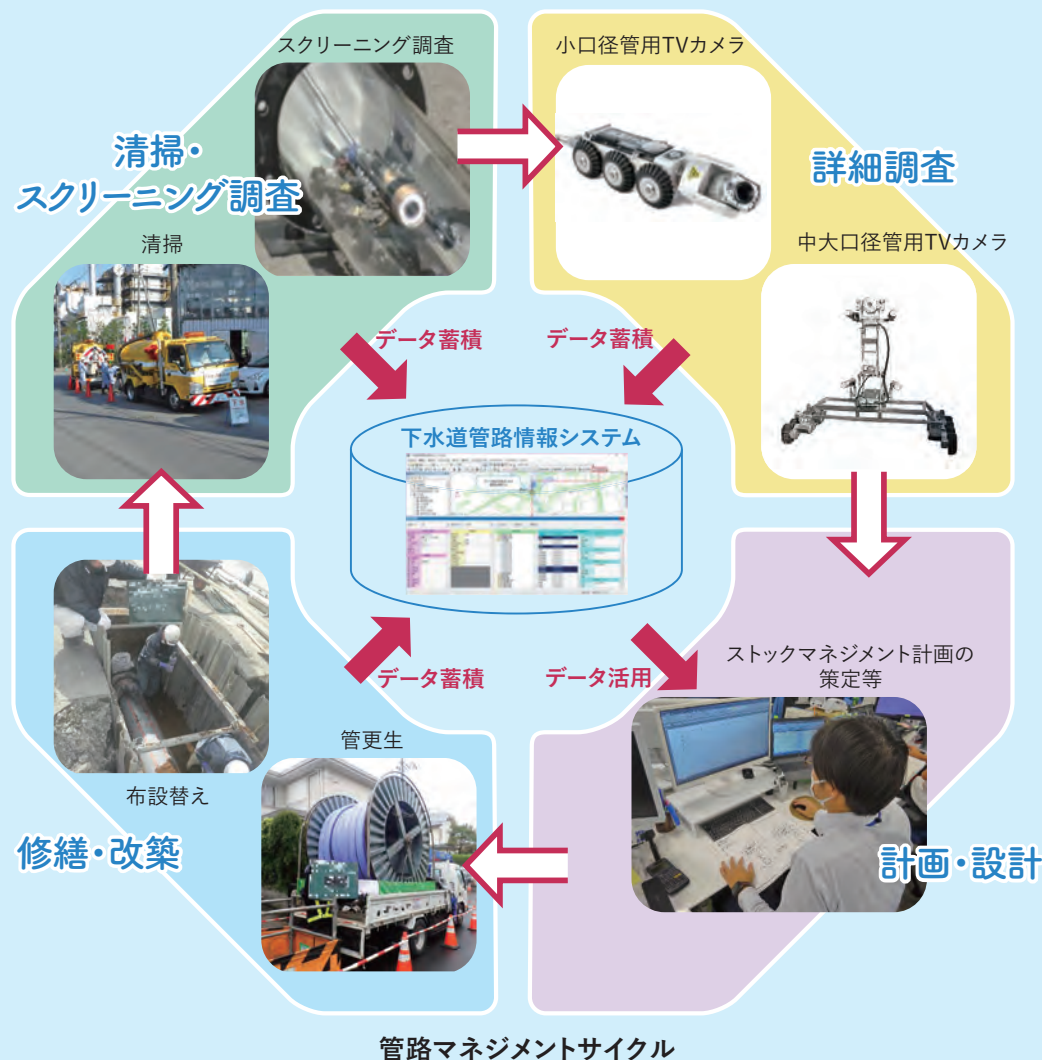 スクリーニング調査
小口径管用TVカメラ
清掃・
スクリーニング調査
詳細調査
清掃
中大口径管用TVカメラ
データ蓄積
データ蓄積
下水道管路情報システム
データ蓄積
データ活用
ストックマネジメント計画の
策定等
管更生
布設替え
修繕・改築
計画・設計
管路マネジメントサイクル